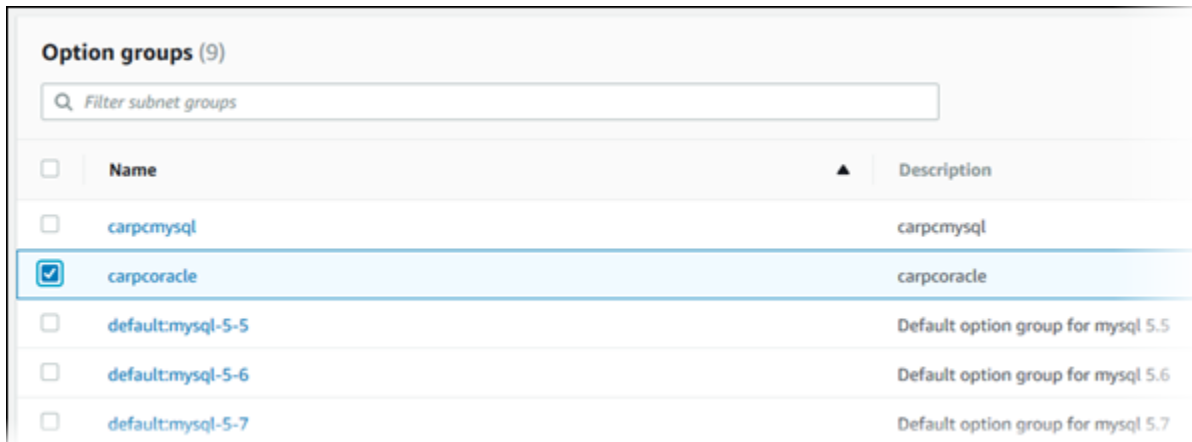 Option groups (9)
Filter subnet groups
Name Description
carpcmysql carpcmysql
carpcoracle carpcoracle
default:mysql-5-5 Default option group for mysql 5.5
default:mysql-5-6 Default option group for mysql 5.6
default:mysql-5-7 Default option group for mysql 5.7